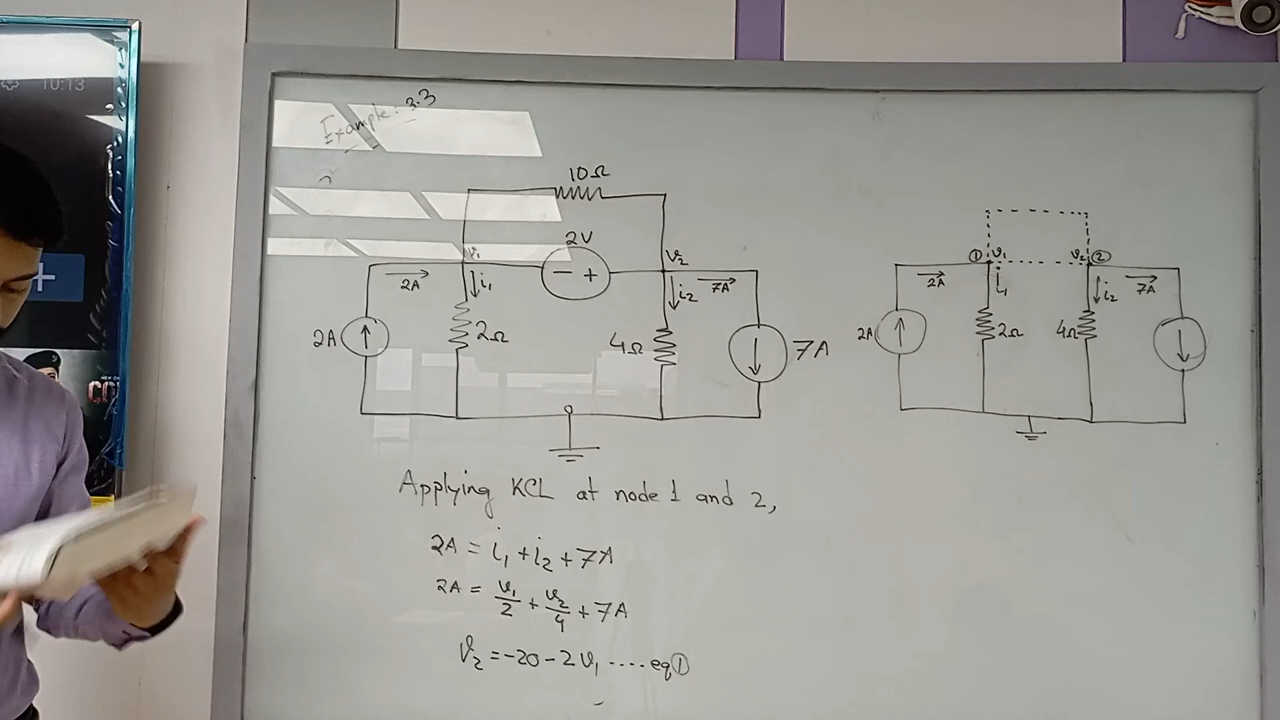 10:13
Example: 3.3
10Ω
2V
v₁
v₂
2A
i₁
i₂
7A
2A
2Ω
4Ω
7A
① v₁
v₂ ②
2A
i₁
i₂
7A
2A
2Ω
4Ω
Applying KCL at node 1 and 2,
2A = i₁ + i₂ + 7A
2A = v₁/2 + v₂/4 + 7A
v₂ = -20 - 2v₁ ---- eq①